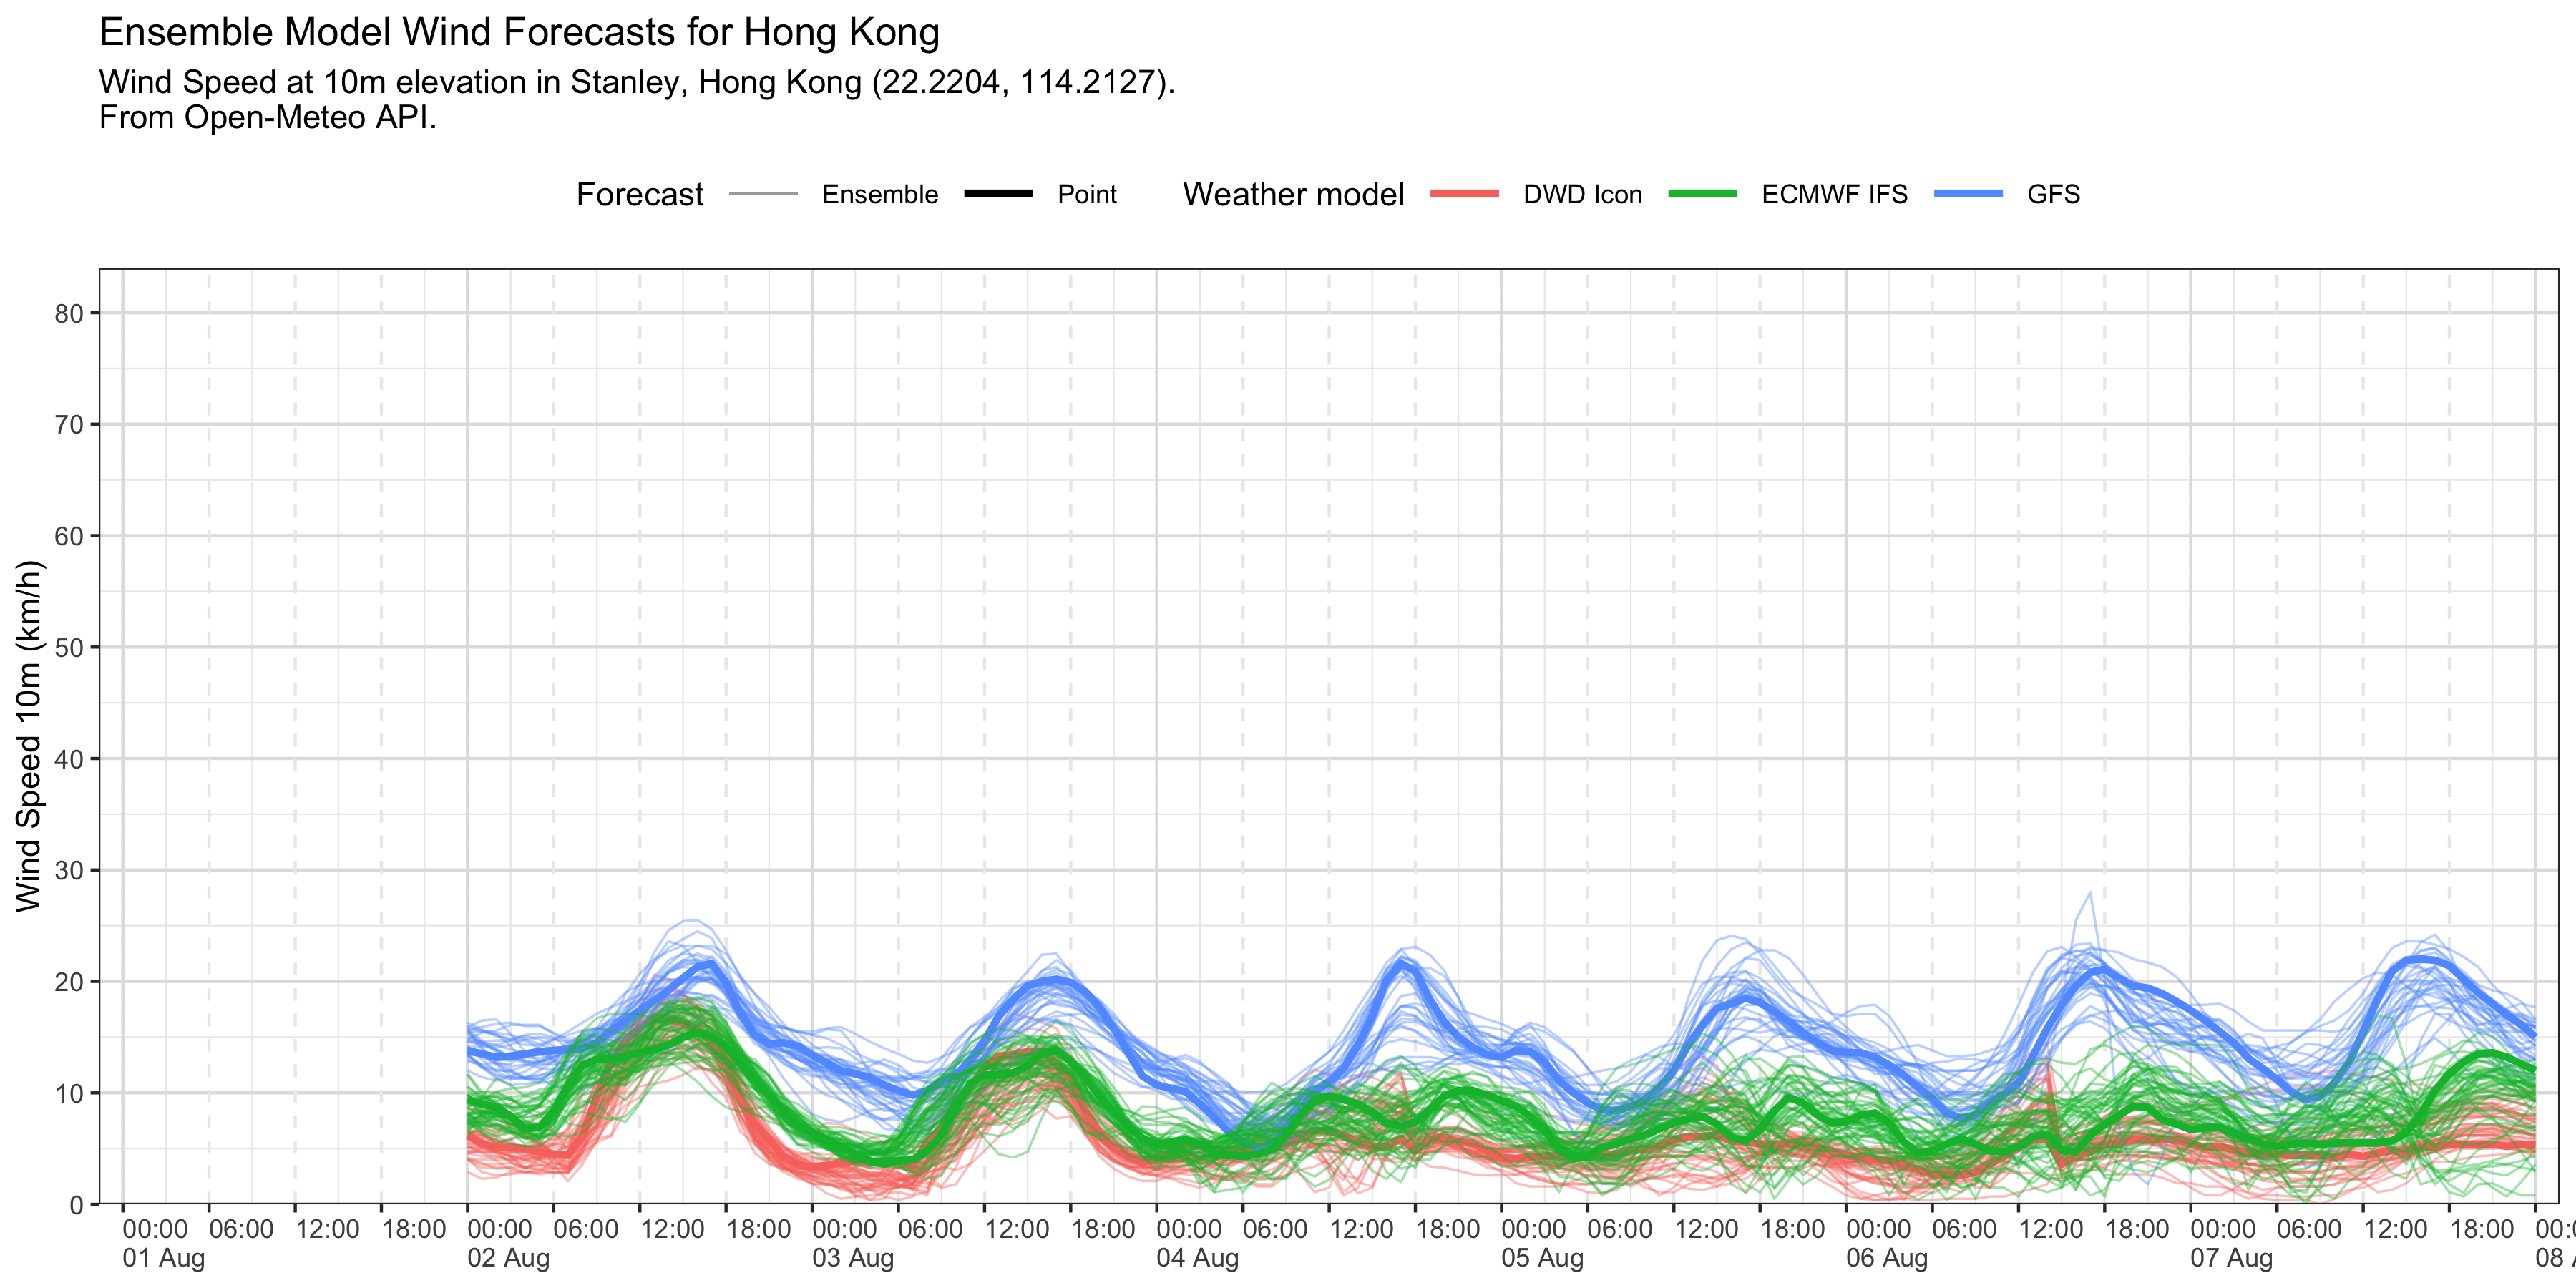 Ensemble Model Wind Forecasts for Hong Kong
Wind Speed at 10m elevation in Stanley, Hong Kong (22.2204, 114.2127).
From Open-Meteo API.
Forecast Ensemble Point Weather model DWD Icon ECMWF IFS GFS
Wind Speed 10m (km/h)
80
70
60
50
40
30
20
10
0
00:00 06:00 12:00 18:00 00:00 06:00 12:00 18:00 00:00 06:00 12:00 18:00 00:00 06:00 12:00 18:00 00:00 06:00 12:00 18:00 00:00 06:00 12:00 18:00 00:00 06:00 12:00 18:00
01 Aug 02 Aug 03 Aug 04 Aug 05 Aug 06 Aug 07 Aug 08